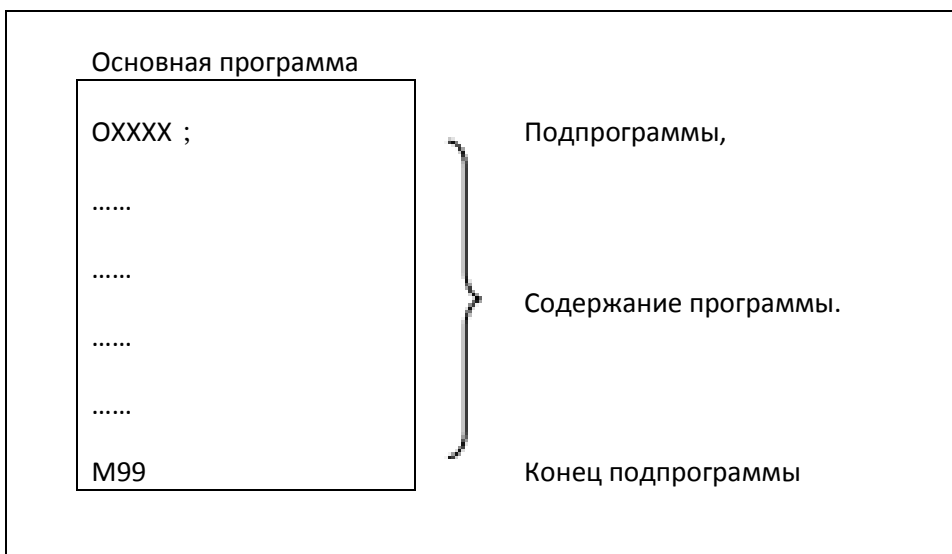 Основная программа
OXXXX ; Подпрограммы,
……
…… Содержание программы.
……
……
M99 Конец подпрограммы